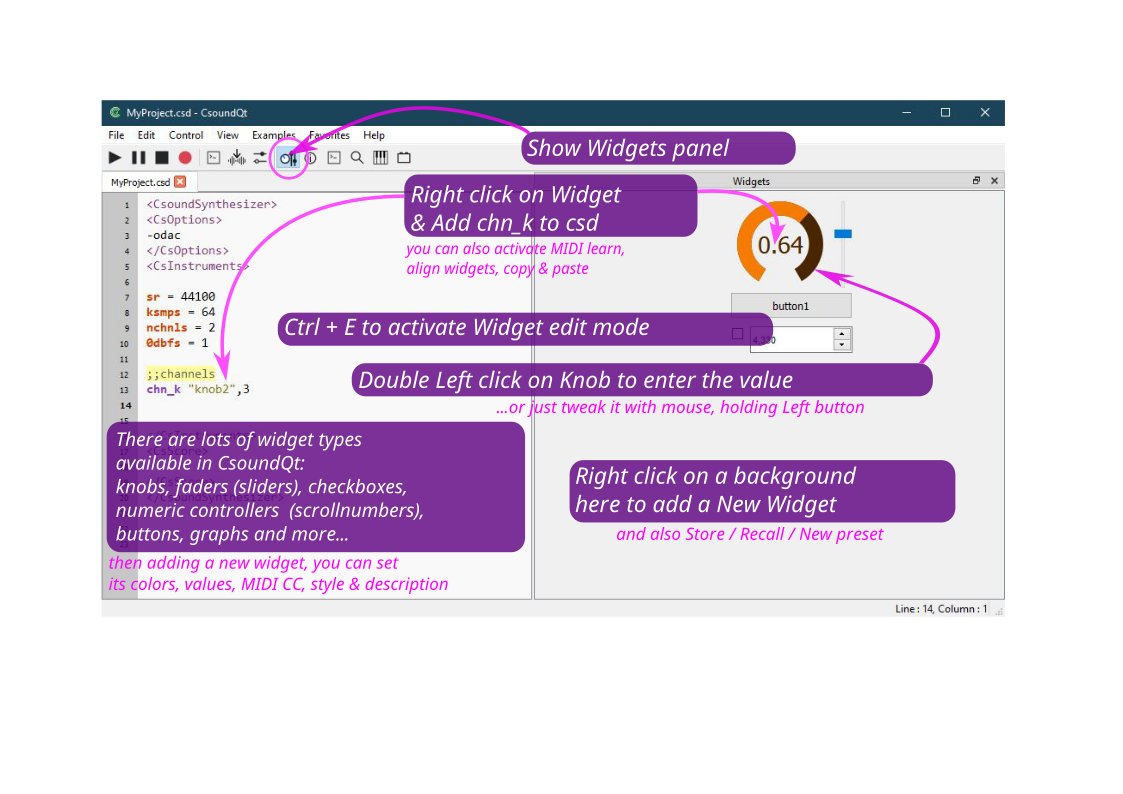 MyProject.csd - CsoundQt
File Edit Control View Examples Favorites Help
Show Widgets panel
MyProject.csd
Widgets
Right click on Widget
& Add chn_k to csd
you can also activate MIDI learn,
align widgets, copy & paste
1 <CsoundSynthesizer>
2 <CsOptions>
3 -odac
4 </CsOptions>
5 <CsInstruments>
6
7 sr = 44100
8 ksmps = 64
9 nchnls = 2
10 0dbfs = 1
11
12 ;;channels
13 chn_k "knob2",3
14
15
0.64
button1
Ctrl + E to activate Widget edit mode
Double Left click on Knob to enter the value
...or just tweak it with mouse, holding Left button
There are lots of widget types
available in CsoundQt:
knobs, faders (sliders), checkboxes,
numeric controllers (scrollnumbers),
buttons, graphs and more...
then adding a new widget, you can set
its colors, values, MIDI CC, style & description
Right click on a background
here to add a New Widget
and also Store / Recall / New preset
Line : 14, Column : 1